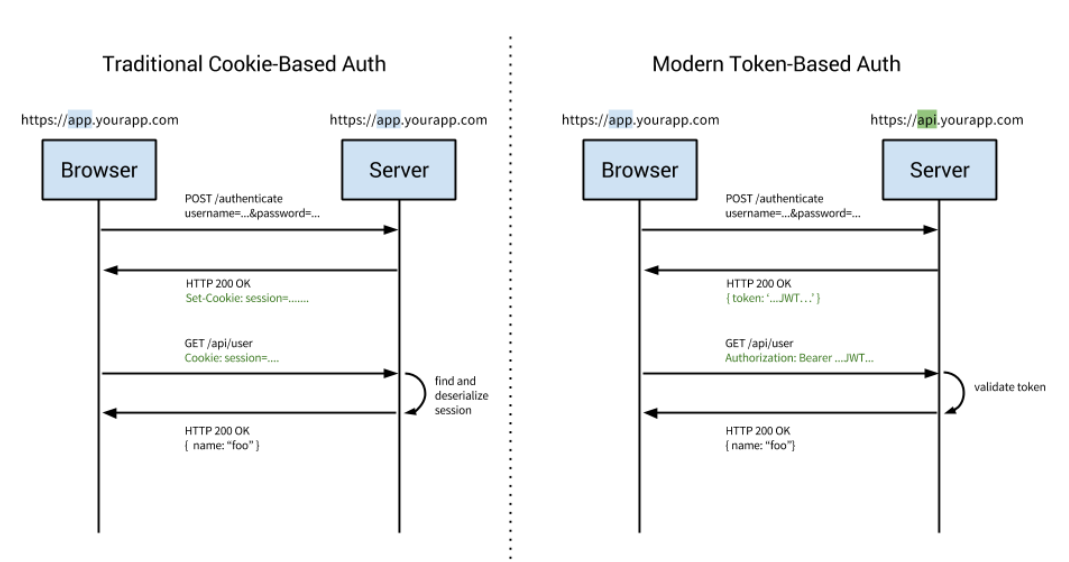 Traditional Cookie-Based Auth
https://app.yourapp.com
https://app.yourapp.com
Browser
Server
POST /authenticate
username=...&password=...
HTTP 200 OK
Set-Cookie: session=.......
GET /api/user
Cookie: session=....
find and
deserialize
session
HTTP 200 OK
{ name: “foo” }
Modern Token-Based Auth
https://app.yourapp.com
https://api.yourapp.com
Browser
Server
POST /authenticate
username=...&password=...
HTTP 200 OK
{ token: ‘...JWT...’ }
GET /api/user
Authorization: Bearer ...JWT...
validate token
HTTP 200 OK
{ name: “foo”}